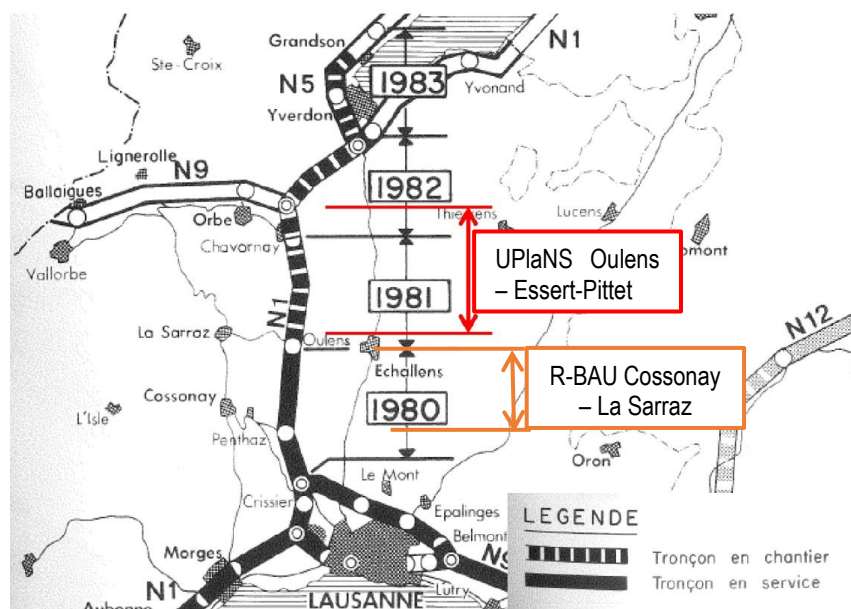 Grandson
N1
Ste-Croix
N5
1983
Yvonand
Yverdon
Lignerolle
N9
Ballaigues
1982
Lucens
Orbe
Chavornay
Vallorbe
UPlaNS Oulens
– Essert-Pittet
1981
N1
La Sarraz
Oulens
N12
Echallens
R-BAU Cossonay
– La Sarraz
Cossonay
1980
L'Isle
Penthaz
Oron
Le Mont
Crissier
Epalinges
LEGENDE
Belmont
Morges
Tronçon en chantier
N1
Lutry
Tronçon en service
LAUSANNE